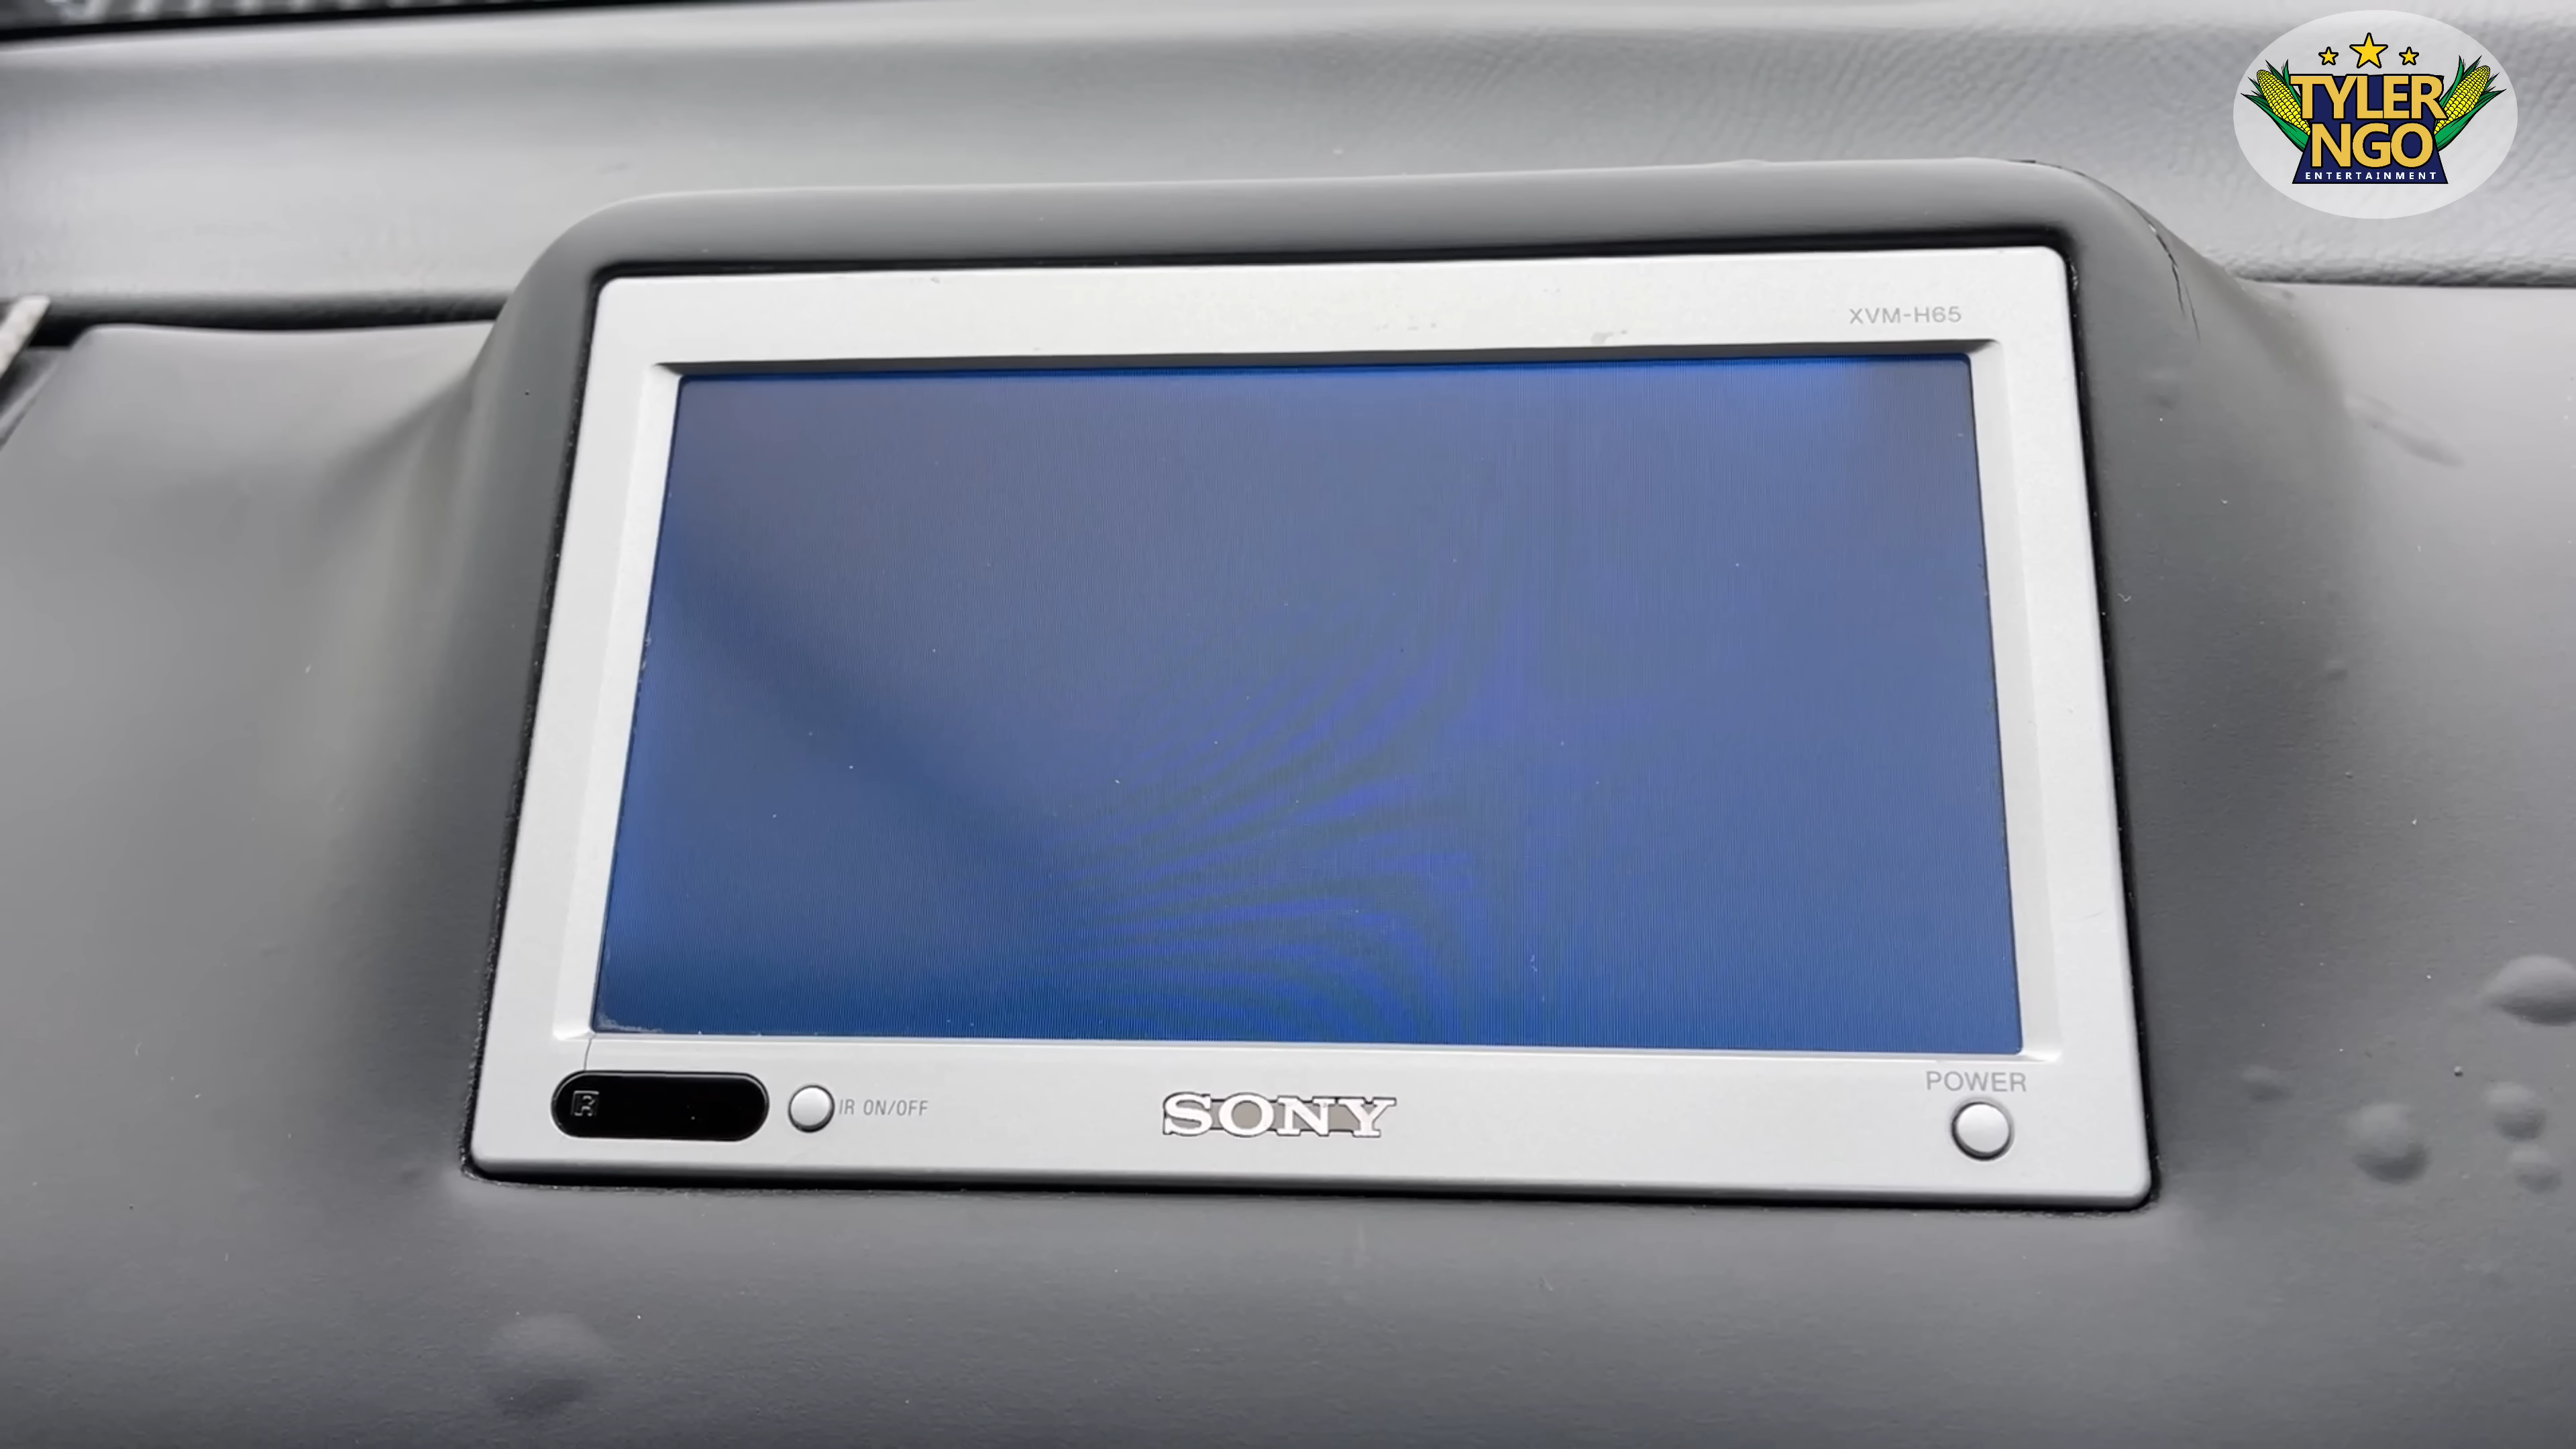 TYLER
NGO
ENTERTAINMENT
XVM-H65
POWER
R
IR ON/OFF
SONY